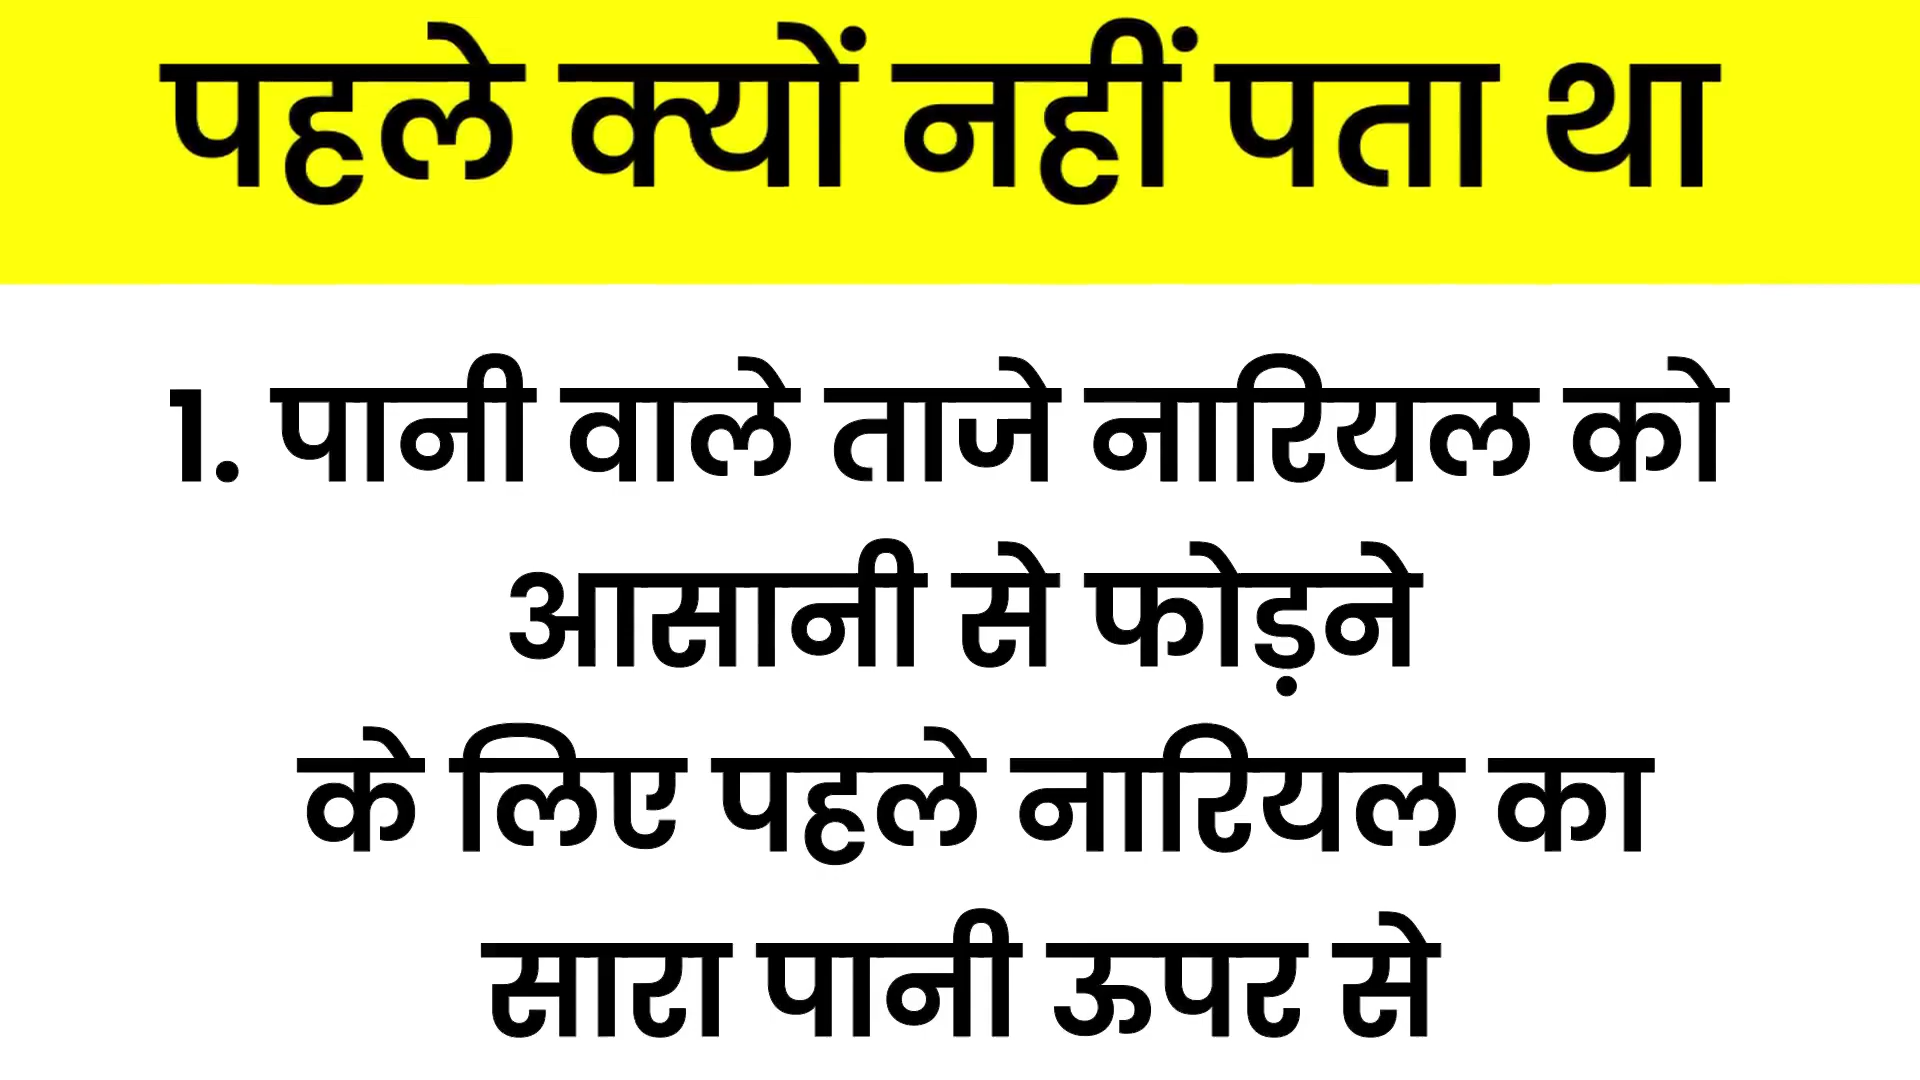 पहले क्यों नहीं पता था
1. पानी वाले ताजे नारियल को
आसानी से फोड़ने
के लिए पहले नारियल का
सारा पानी ऊपर से